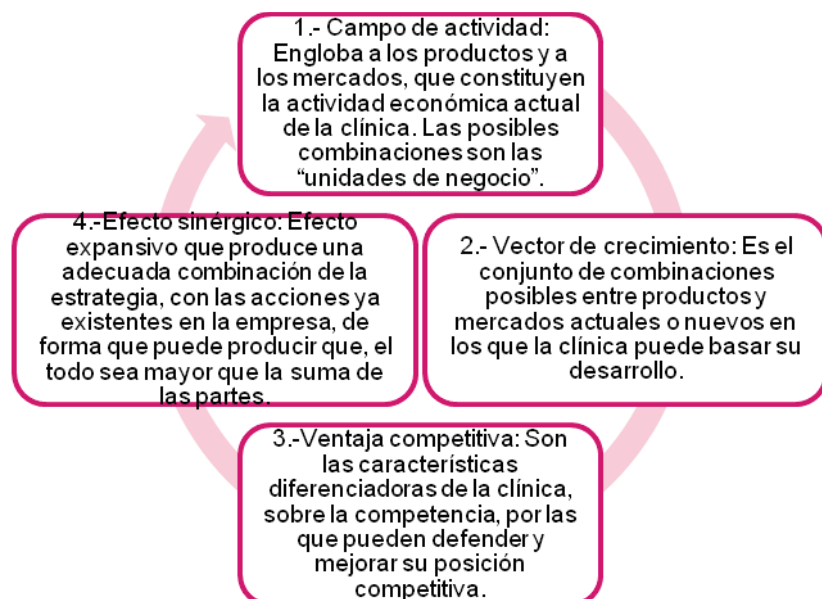 1.- Campo de actividad:
Engloba a los productos y a
los mercados, que constituyen
la actividad económica actual
de la clínica. Las posibles
combinaciones son las
“unidades de negocio”.
2.- Vector de crecimiento: Es el
conjunto de combinaciones
posibles entre productos y
mercados actuales o nuevos en
los que la clínica puede basar su
desarrollo.
3.-Ventaja competitiva: Son
las características
diferenciadoras de la clínica,
sobre la competencia, por las
que pueden defender y
mejorar su posición
competitiva.
4.-Efecto sinérgico: Efecto
expansivo que produce una
adecuada combinación de la
estrategia, con las acciones ya
existentes en la empresa, de
forma que puede producir que, el
todo sea mayor que la suma de
las partes.